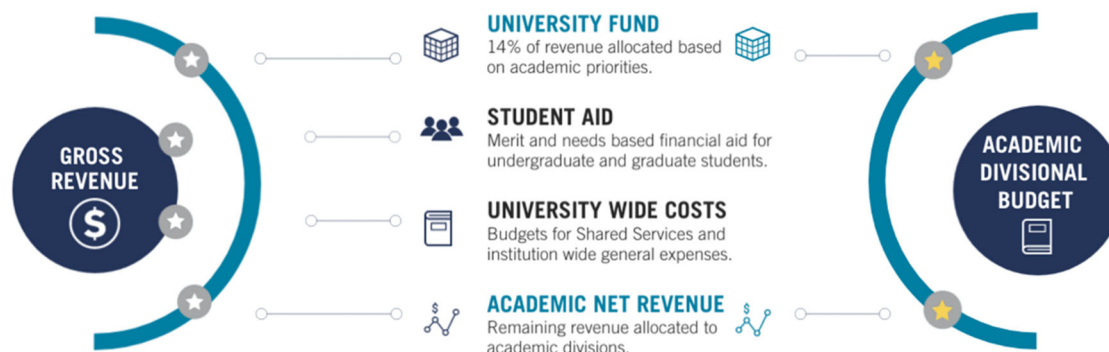 GROSS
REVENUE
$
UNIVERSITY FUND
14% of revenue allocated based
on academic priorities.
STUDENT AID
Merit and needs based financial aid for
undergraduate and graduate students.
UNIVERSITY WIDE COSTS
Budgets for Shared Services and
institution wide general expenses.
$
ACADEMIC NET REVENUE
Remaining revenue allocated to
academic divisions.
$
ACADEMIC
DIVISIONAL
BUDGET